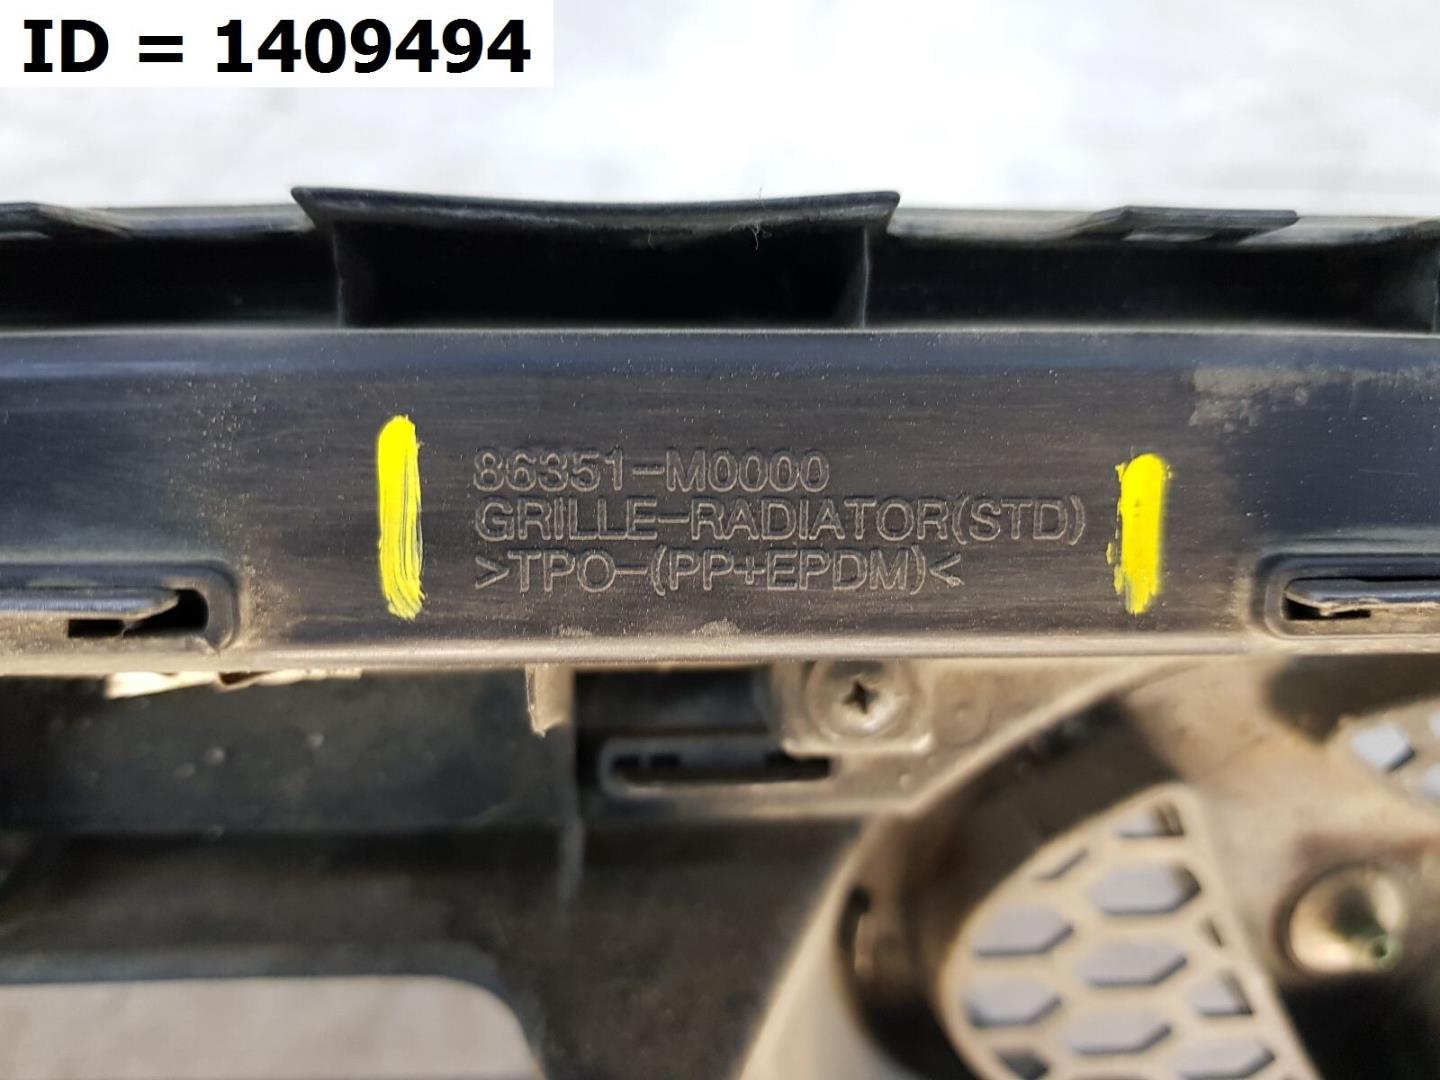 ID = 1409494
86351-M0000
GRILLE-RADIATOR(STD)
>TPO-(PP+EPDM)<